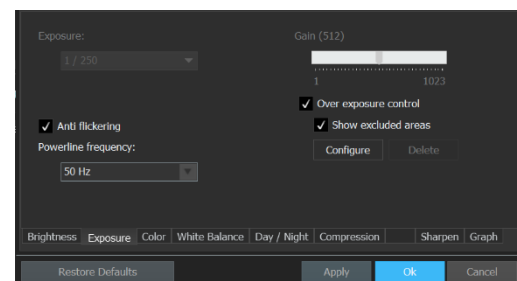 Exposure:
Gain (512)
1 / 250
1
1023
Over exposure control
Anti flickering
Show excluded areas
Powerline frequency:
Configure
Delete
50 Hz
Brightness
Exposure
Color
White Balance
Day / Night
Compression
Sharpen
Graph
Restore Defaults
Apply
Ok
Cancel